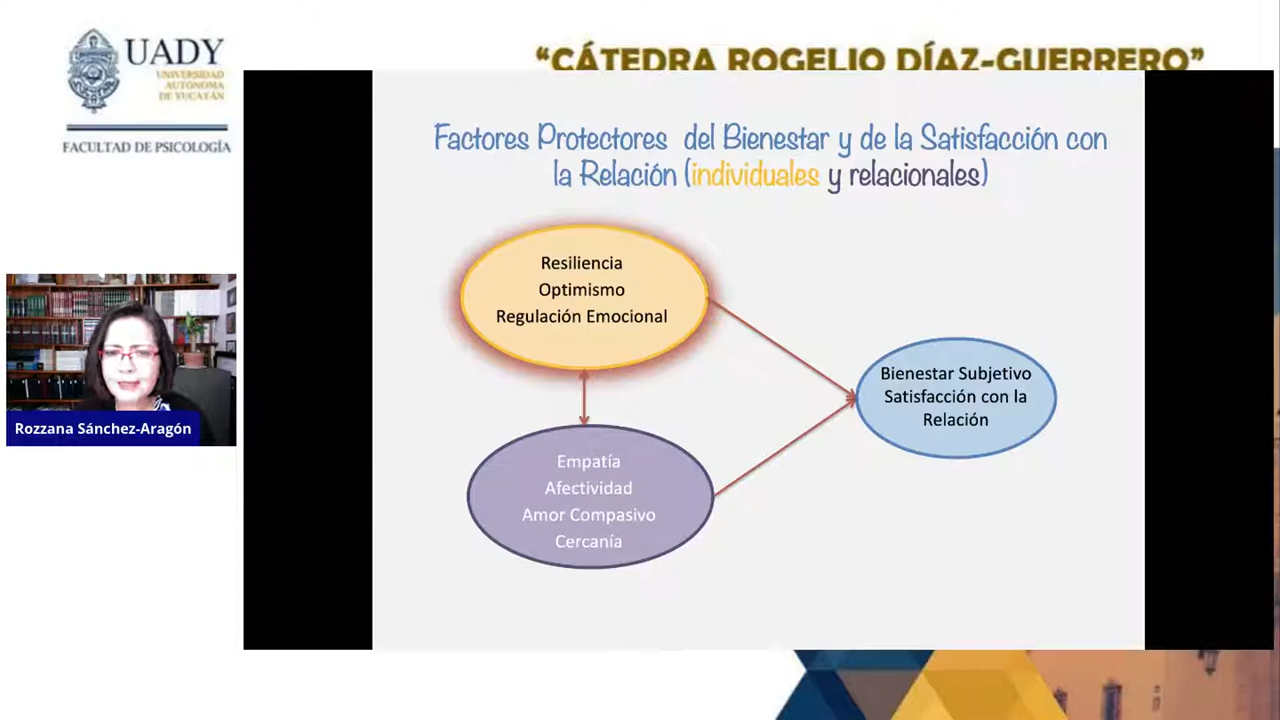 UADY
UNIVERSIDAD
AUTÓNOMA
DE YUCATÁN
FACULTAD DE PSICOLOGÍA
“CÁTEDRA ROGELIO DÍAZ-GUERRERO”
Factores Protectores del Bienestar y de la Satisfacción con
la Relación (individuales y relacionales)
Resiliencia
Optimismo
Regulación Emocional
Bienestar Subjetivo
Satisfacción con la
Relación
Empatía
Afectividad
Amor Compasivo
Cercanía
Rozzana Sánchez-Aragón